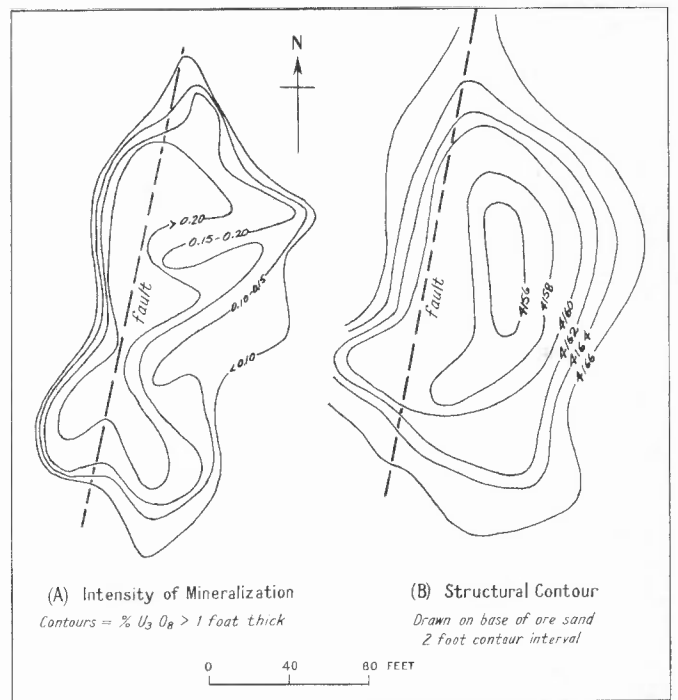 N
> 0.20
0.15-0.20
0.10-0.15
<0.10
fault
fault
4156
4158
4160
4162
4164
4166
(A) Intensity of Mineralization
Contours = % U3 O8 > 1 foot thick
(B) Structural Contour
Drawn on base of ore sand
2 foot contour interval
0 40 80 FEET